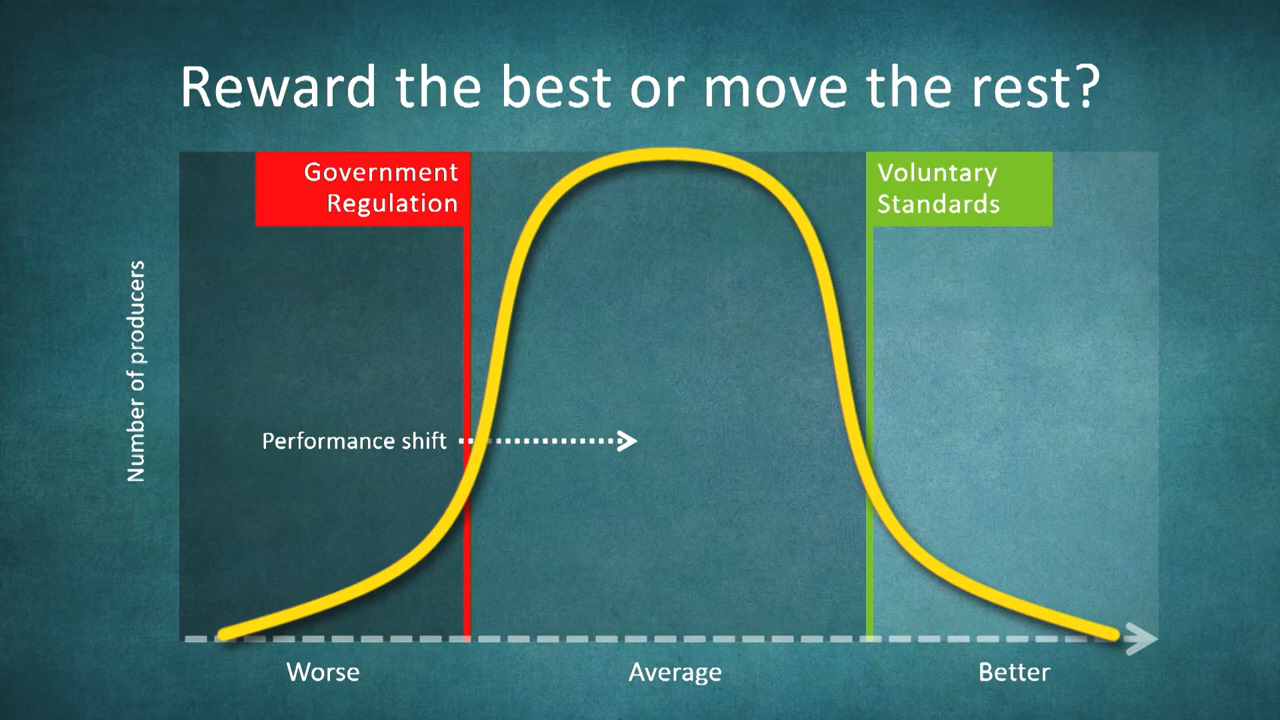 Reward the best or move the rest?
Government
Regulation
Voluntary
Standards
Number of producers
Performance shift
Worse
Average
Better